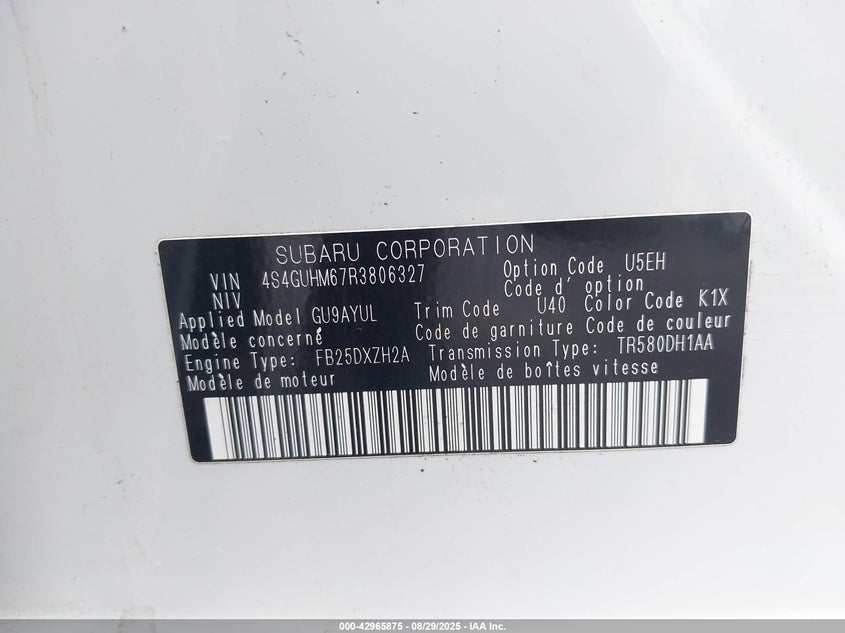 SUBARU CORPORATION
VIN 4S4GUHM67R3806327 Option Code U5EH
NIV Code d' option
Applied Model GU9AYUL Trim Code U40 Color Code K1X
Modèle concerné Code de garniture Code de couleur
Engine Type: FB25DXZH2A Transmission Type: TR580DH1AA
Modèle de moteur Modèle de boîtes vitesse
000-42965875 - 08/29/2025 - IAA Inc.